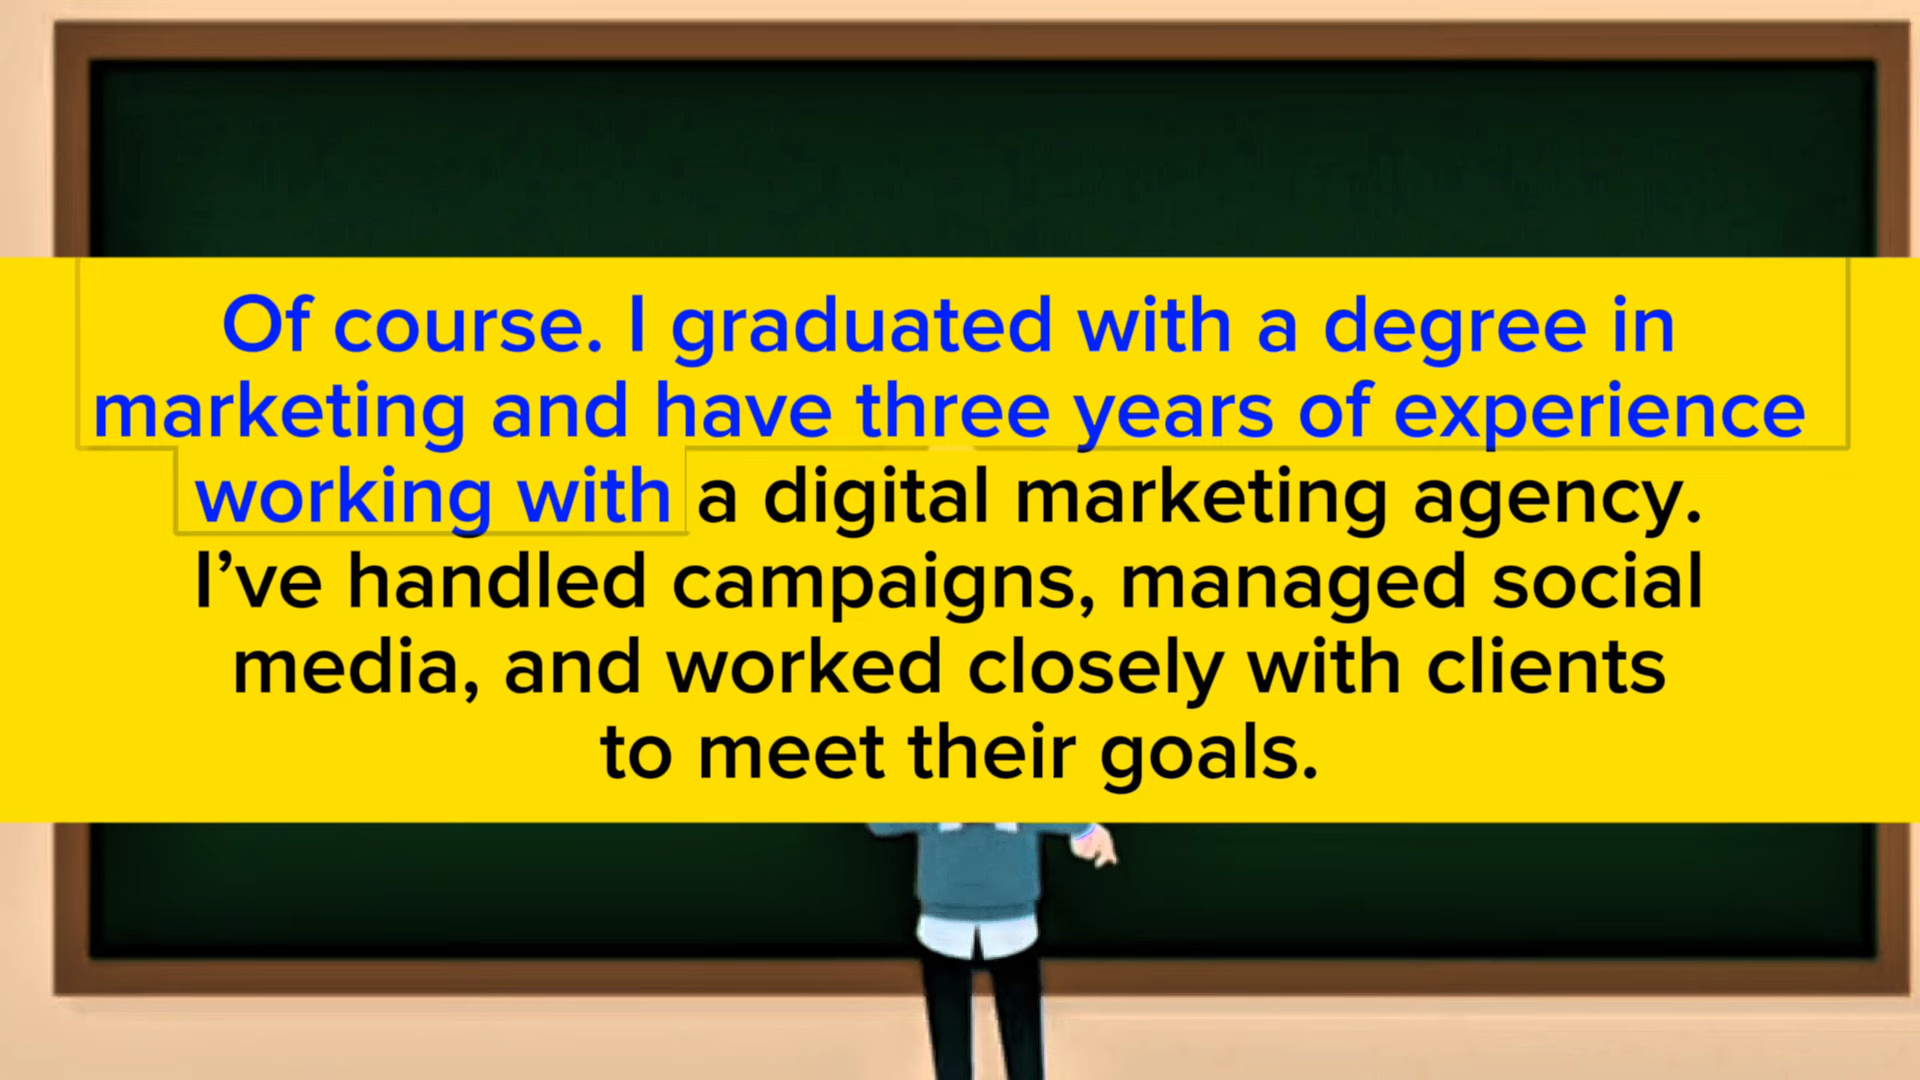 Of course. I graduated with a degree in
marketing and have three years of experience
working with a digital marketing agency.
I’ve handled campaigns, managed social
media, and worked closely with clients
to meet their goals.